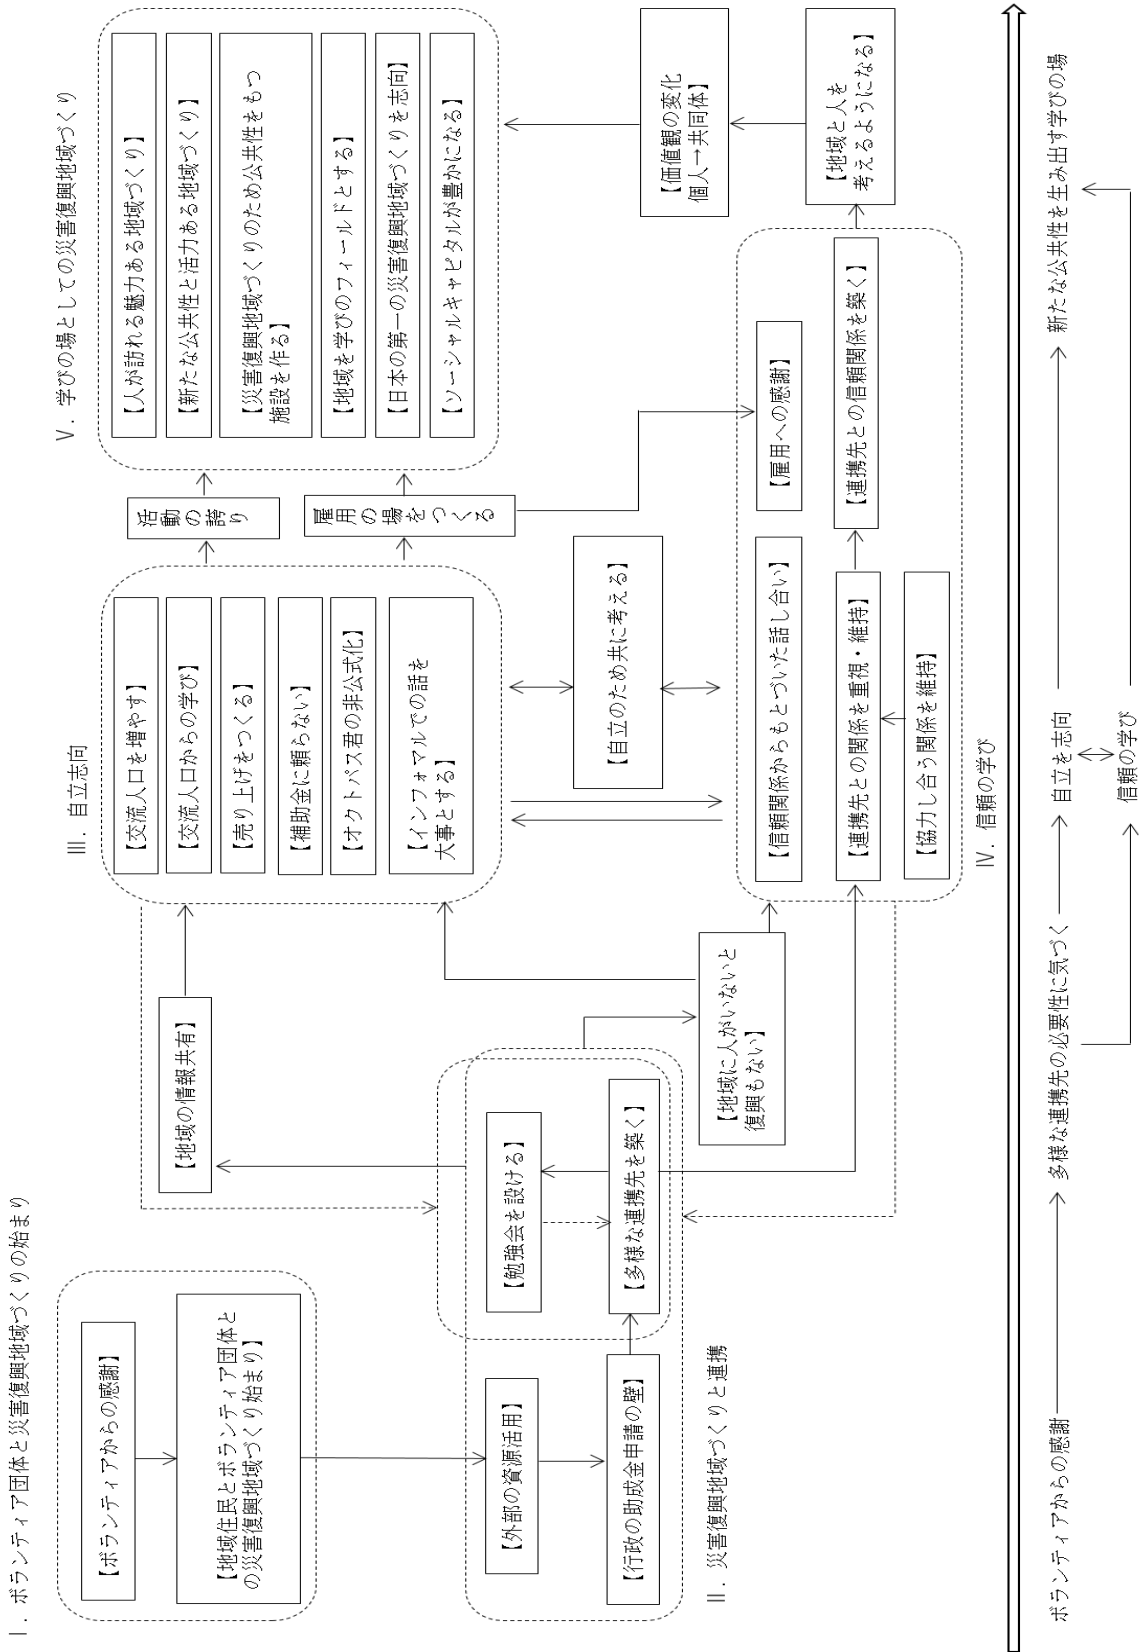 Ⅰ. ボランティア団体と災害復興地域づくりの始まり
【ボランティアからの感謝】
【地域住民とボランティア団体と
の災害復興地域づくり始まり】
【外部の資源活用】
【行政の助成金申請の壁】
【勉強会を設ける】
【多様な連携先を築く】
Ⅱ. 災害復興地域づくりと連携
【地域の情報共有】
【地域に人がいないと
復興もない】
Ⅲ. 自立志向
【交流人口を増やす】
【交流人口からの学び】
【売り上げをつくる】
【補助金に頼らない】
【オクトパス君の非公式化】
【インフォマルでの話を
大事とする】
【自立のため共に考える】
【信頼関係からもとづいた話し合い】
【連携先との関係を重視・維持】
【協力し合う関係を維持】
【雇用への感謝】
【連携先との信頼関係を築く】
Ⅳ. 信頼の学び
活動の誇り
雇用の場をつくる
Ⅴ. 学びの場としての災害復興地域づくり
【人が訪れる魅力ある地域づくり】
【新たな公共性と活力ある地域づくり】
【災害復興地域づくりのため公共性をもつ
施設を作る】
【地域を学びのフィールドとする】
【日本の第一の災害復興地域づくりを志向】
【ソーシャルキャピタルが豊かになる】
【価値観の変化
個人→共同体】
【地域と人を
考えるようになる】
ボランティアからの感謝
多様な連携先の必要性に気づく
自立を志向
新たな公共性を生み出す学びの場
信頼の学び